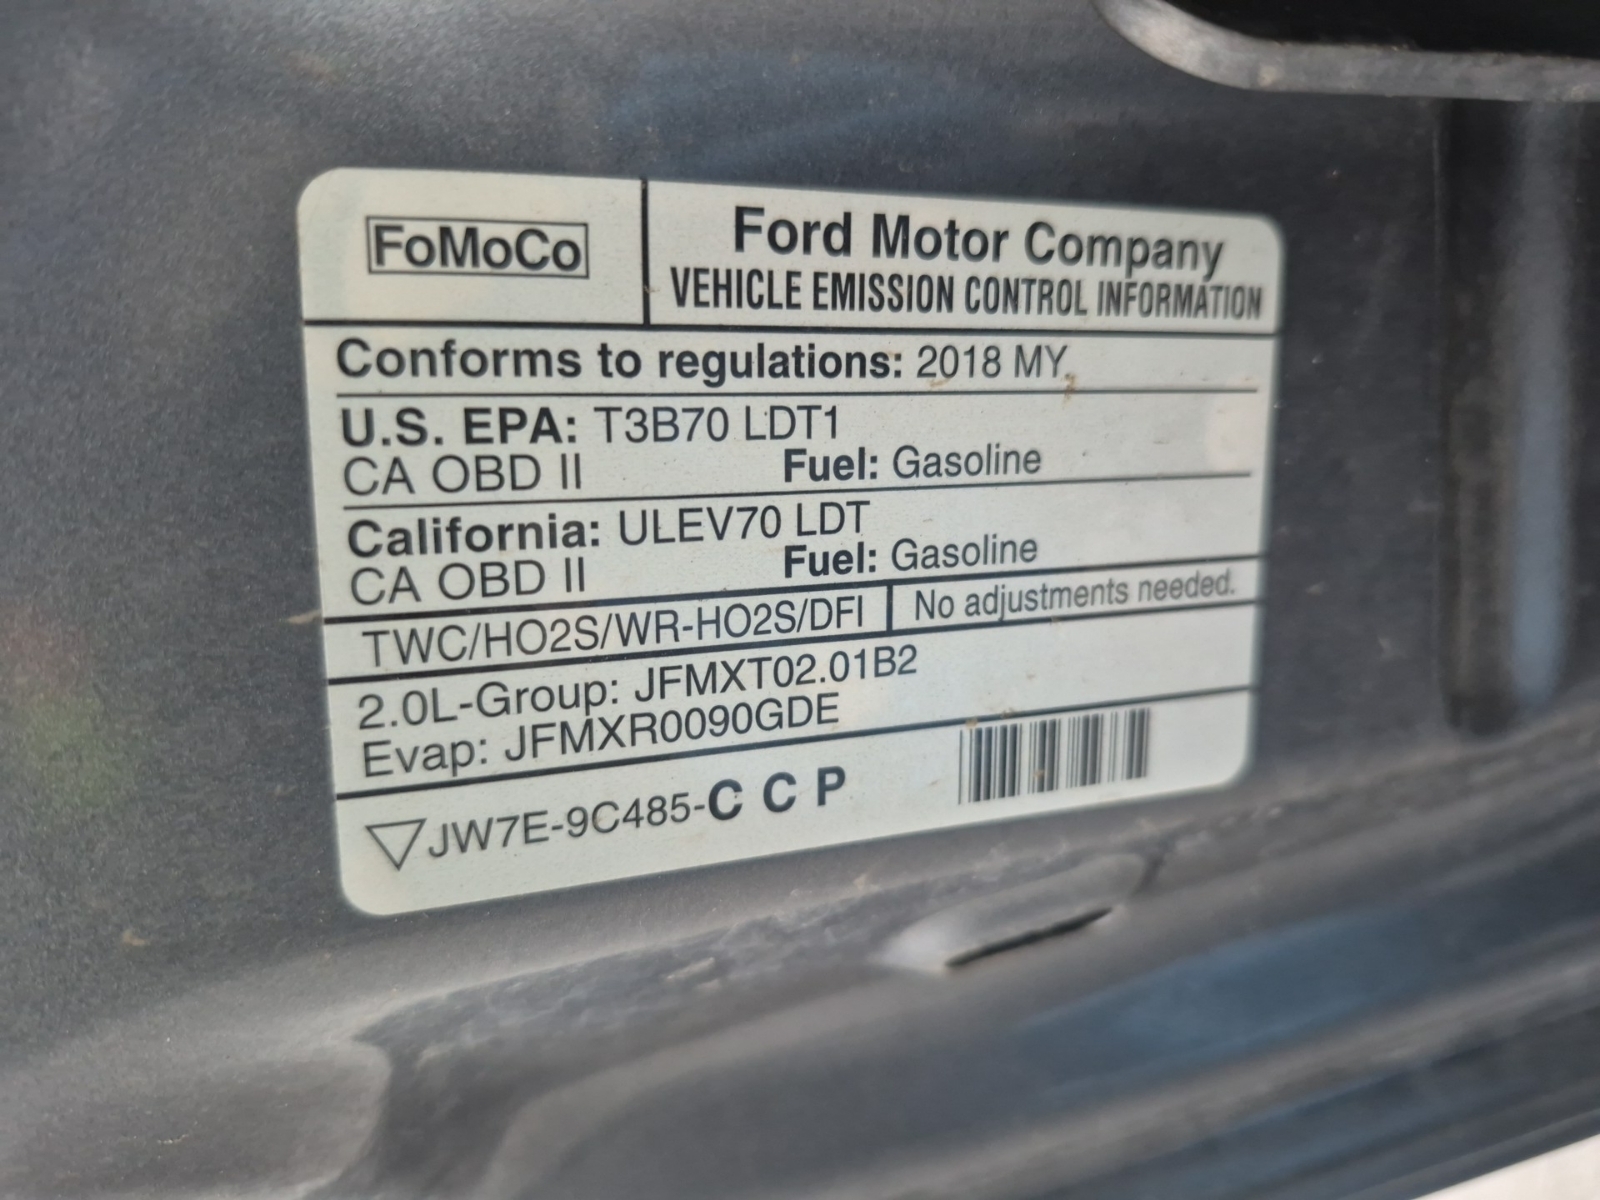 FoMoCo
Ford Motor Company
VEHICLE EMISSION CONTROL INFORMATION
Conforms to regulations: 2018 MY
U.S. EPA: T3B70 LDT1
CA OBD II Fuel: Gasoline
California: ULEV70 LDT
CA OBD II Fuel: Gasoline
TWC/HO2S/WR-HO2S/DFI No adjustments needed.
2.0L-Group: JFMXT02.01B2
Evap: JFMXR0090GDE
JW7E-9C485-C C P